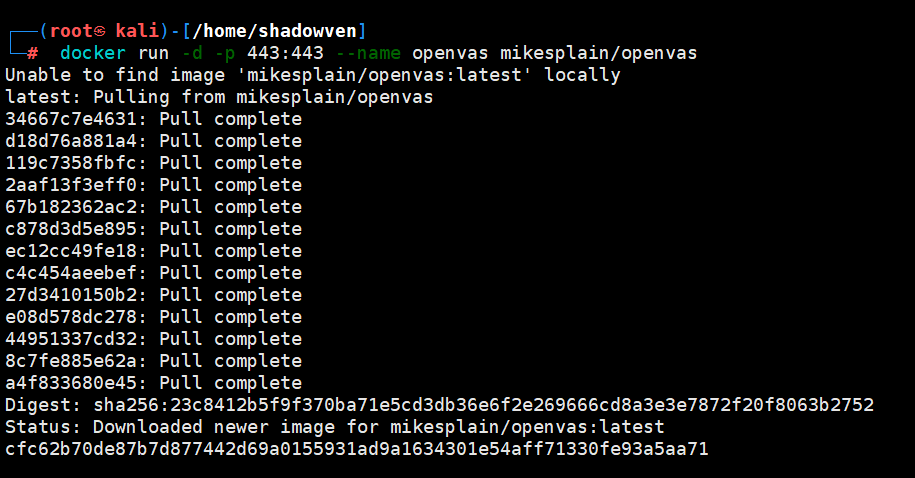 ┌──(root㉿ kali)-[/home/shadowven]
└─# docker run -d -p 443:443 --name openvas mikesplain/openvas
Unable to find image 'mikesplain/openvas:latest' locally
latest: Pulling from mikesplain/openvas
34667c7e4631: Pull complete
d18d76a881a4: Pull complete
119c7358fbfc: Pull complete
2aaf13f3eff0: Pull complete
67b182362ac2: Pull complete
c878d3d5e895: Pull complete
ec12cc49fe18: Pull complete
c4c454aeebef: Pull complete
27d3410150b2: Pull complete
e08d578dc278: Pull complete
44951337cd32: Pull complete
8c7fe885e62a: Pull complete
a4f833680e45: Pull complete
Digest: sha256:23c8412b5f9f370ba71e5cd3db36e6f2e269666cd8a3e3e7872f20f8063b2752
Status: Downloaded newer image for mikesplain/openvas:latest
cfc62b70de87b7d877442d69a0155931ad9a1634301e54aff71330fe93a5aa71